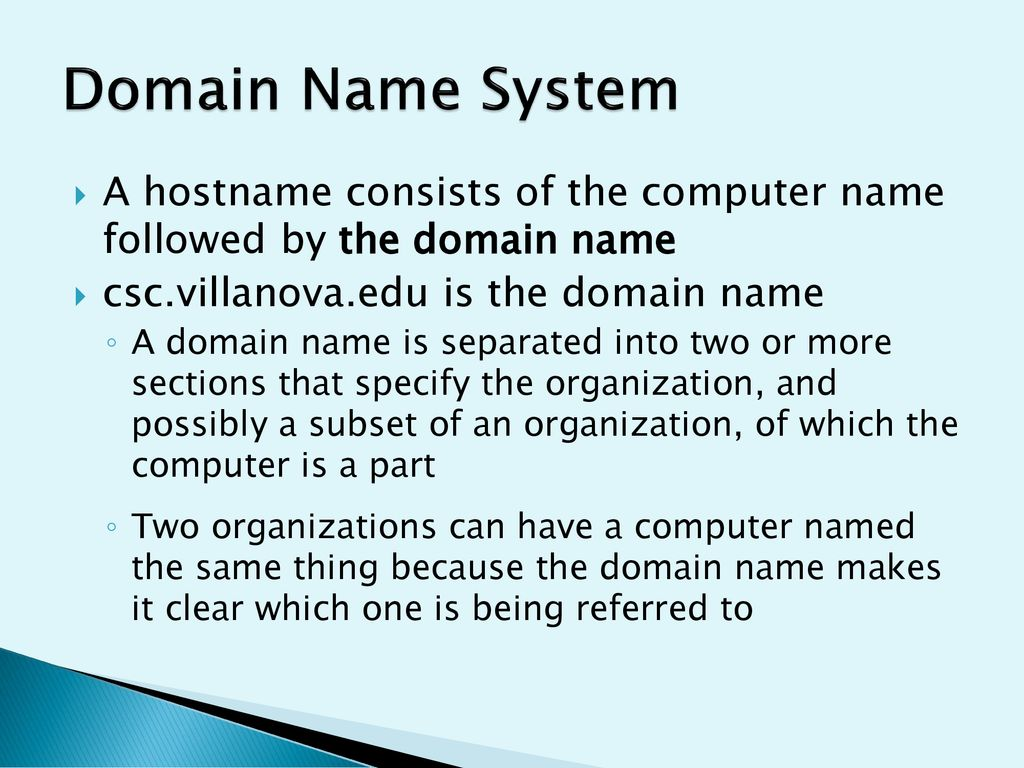 Domain Name System
A hostname consists of the computer name
followed by the domain name
csc.villanova.edu is the domain name
A domain name is separated into two or more
sections that specify the organization, and
possibly a subset of an organization, of which the
computer is a part
Two organizations can have a computer named
the same thing because the domain name makes
it clear which one is being referred to